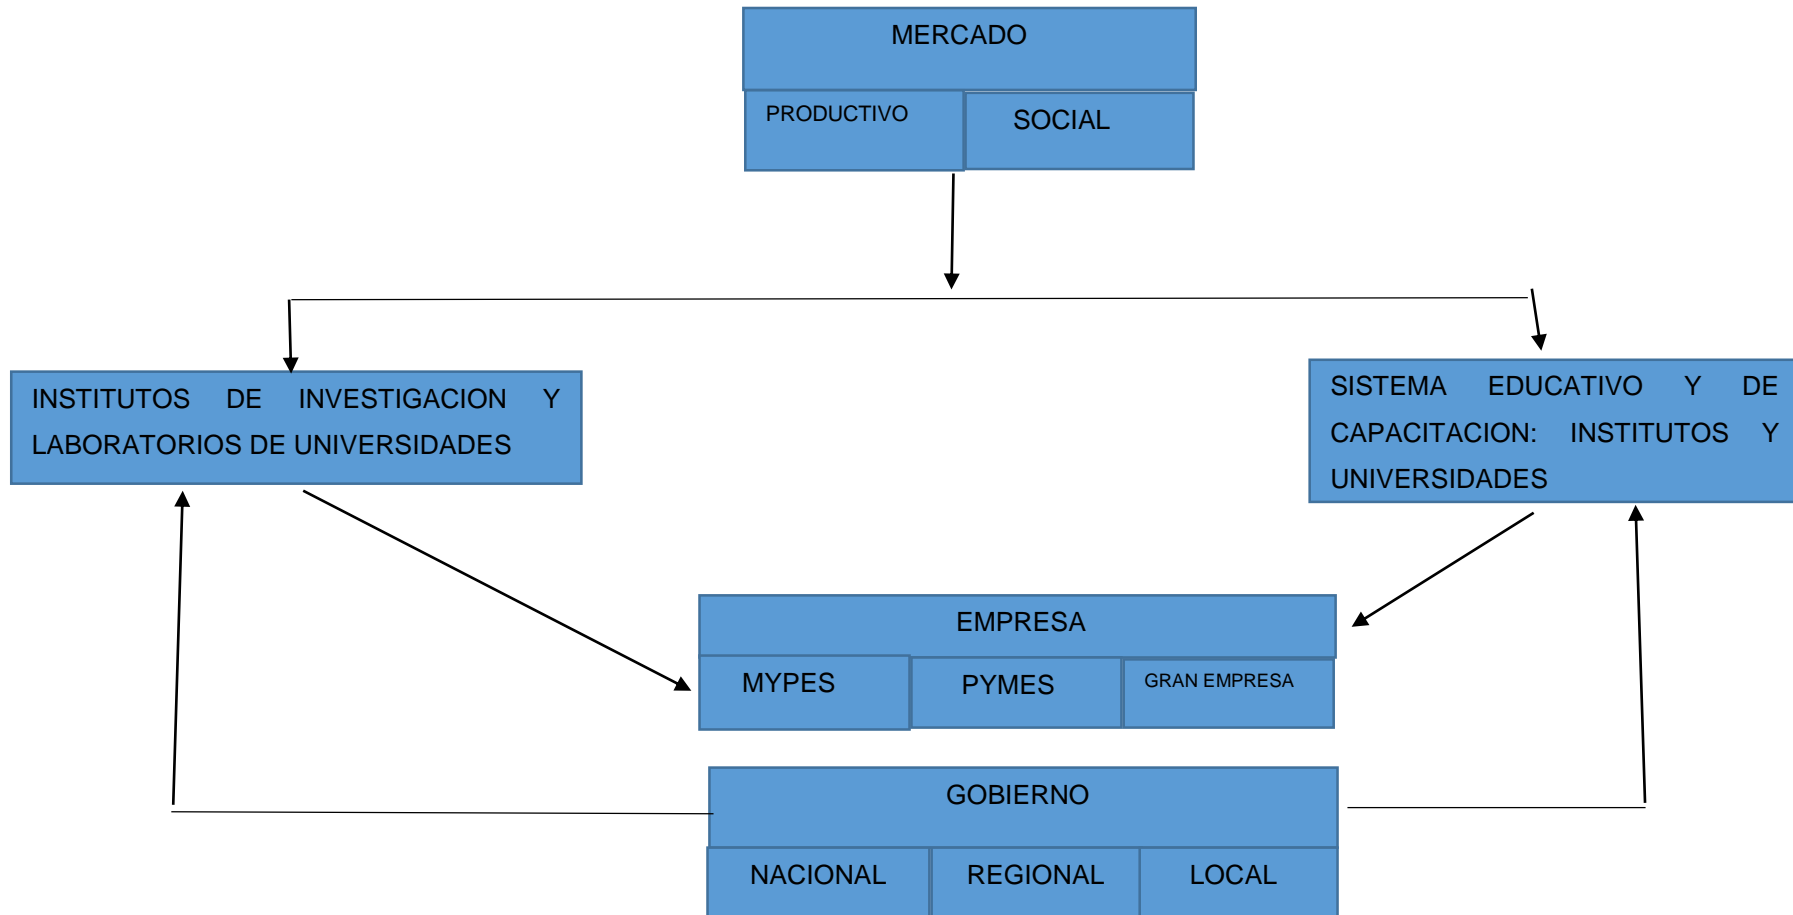 MERCADO
PRODUCTIVO
SOCIAL
INSTITUTOS DE INVESTIGACION Y
LABORATORIOS DE UNIVERSIDADES
SISTEMA EDUCATIVO Y DE
CAPACITACION: INSTITUTOS Y
UNIVERSIDADES
EMPRESA
MYPES
PYMES
GRAN EMPRESA
GOBIERNO
NACIONAL
REGIONAL
LOCAL